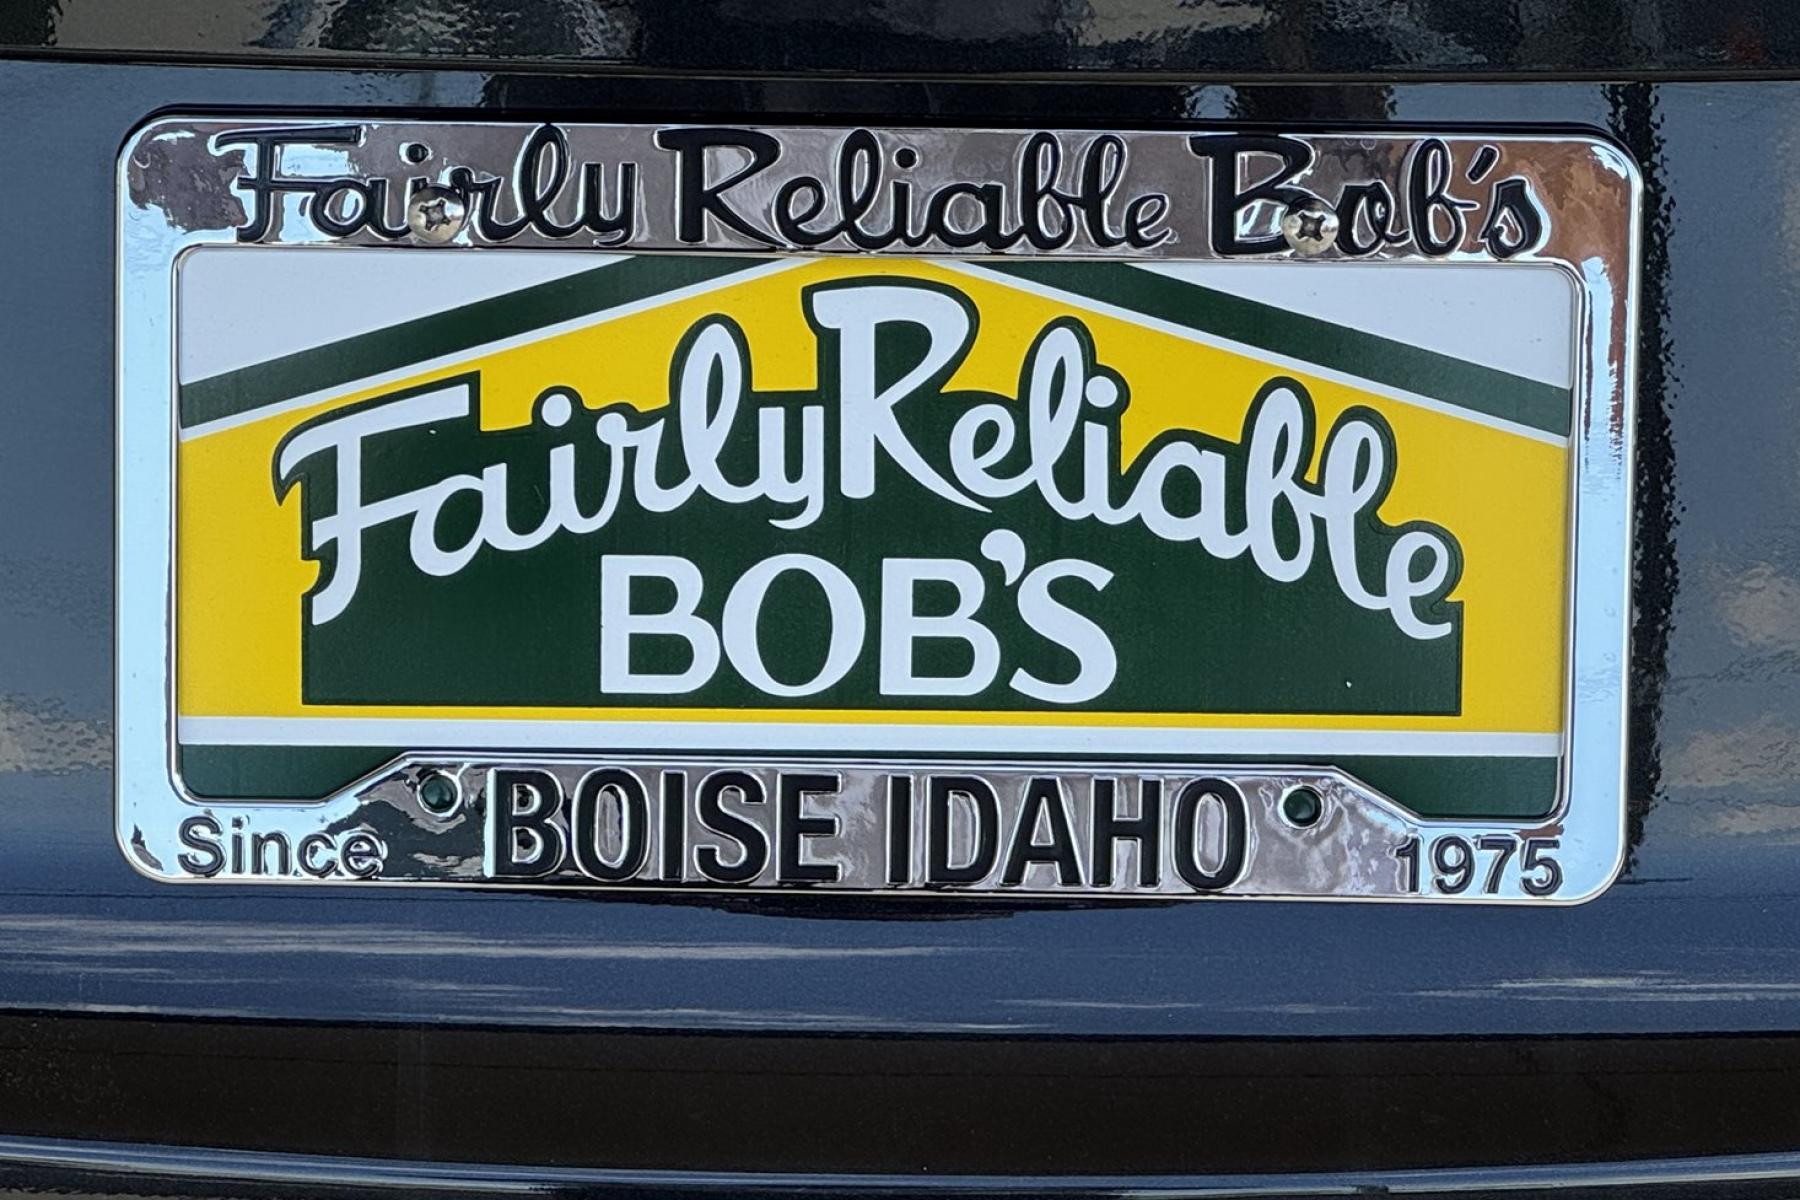 Fairly Reliable Bob's
Fairly Reliable
BOB'S
BOISE IDAHO
Since 1975